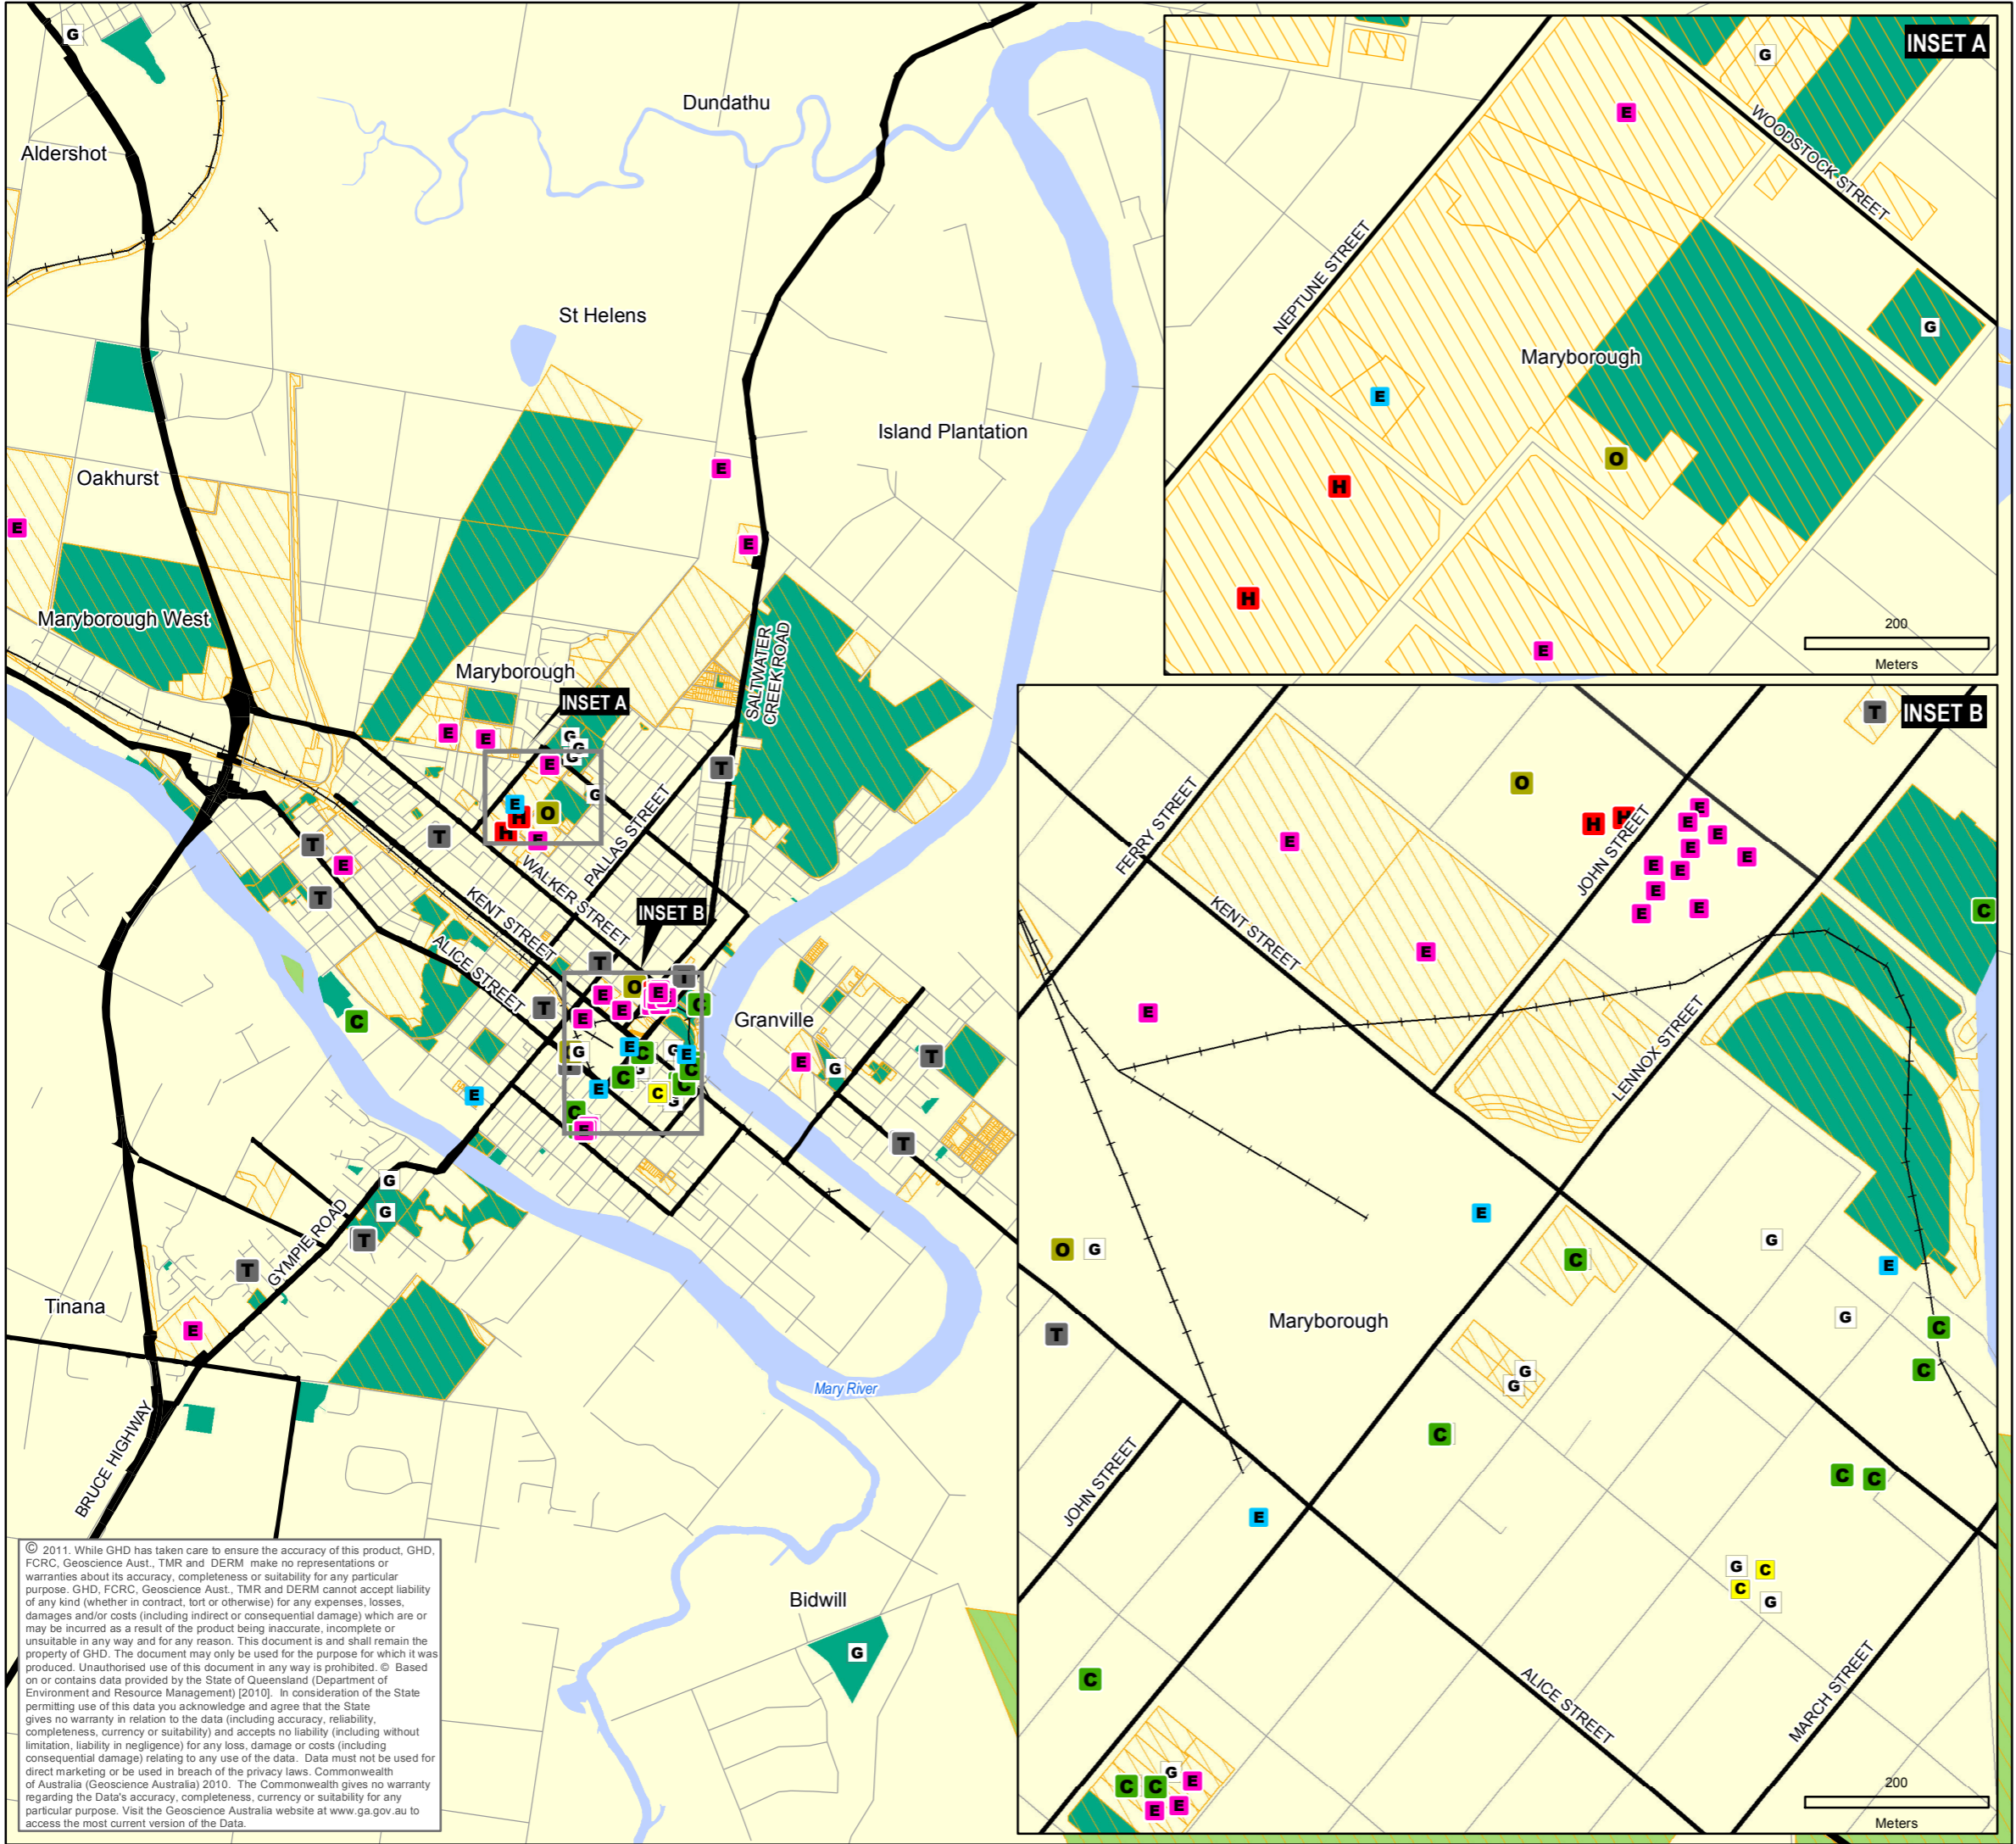 G
Aldershot
Dundathu
St Helens
Island Plantation
Oakhurst
E
E
E
Maryborough West
Maryborough
INSET A
SALTWATER
CREEK ROAD
E
E
G
G
G
G
E
E
H
H
O
E
T
T
T
E
T
PALLAS STREET
WALKER STREET
KENT STREET
ALICE STREET
INSET B
T
T
T
O
E
E
E
E
C
C
E
G
E
C
G
E
T
G
C
C
C
C
E
C
G
C
E
Granville
E
G
T
T
E
G
G
T
T
GYMPIE ROAD
Tinana
E
BRUCE HIGHWAY
Mary River
Bidwill
G
© 2011. While GHD has taken care to ensure the accuracy of this product, GHD,
FCRC, Geoscience Aust., TMR and DERM make no representations or
warranties about its accuracy, completeness or suitability for any particular
purpose. GHD, FCRC, Geoscience Aust., TMR and DERM cannot accept liability
of any kind (whether in contract, tort or otherwise) for any expenses, losses,
damages and/or costs (including indirect or consequential damage) which are or
may be incurred as a result of the product being inaccurate, incomplete or
unsuitable in any way and for any reason. This document is and shall remain the
property of GHD. The document may only be used for the purpose for which it was
produced. Unauthorised use of this document in any way is prohibited. © Based
on or contains data provided by the State of Queensland (Department of
Environment and Resource Management) [2010]. In consideration of the State
permitting use of this data you acknowledge and agree that the State
gives no warranty in relation to the data (including accuracy, reliability,
completeness, currency or suitability) and accepts no liability (including without
limitation, liability in negligence) for any loss, damage or costs (including
consequential damage) relating to any use of the data. Data must not be used for
direct marketing or be used in breach of the privacy laws. Commonwealth
of Australia (Geoscience Australia) 2010. The Commonwealth gives no warranty
regarding the Data's accuracy, completeness, currency or suitability for any
particular purpose. Visit the Geoscience Australia website at www.ga.gov.au to
access the most current version of the Data.
INSET A
G
E
WOODSTOCK STREET
NEPTUNE STREET
G
Maryborough
E
O
H
H
E
200
Meters
INSET B
T
O
H
H
E
E
E
E
E
E
E
E
E
E
FERRY STREET
JOHN STREET
E
C
KENT STREET
E
E
LENNOX STREET
E
G
O
G
C
E
Maryborough
G
C
T
G
G
C
C
JOHN STREET
C
C
E
G
C
C
G
C
ALICE STREET
MARCH STREET
G
C
C
E
E
E
200
Meters